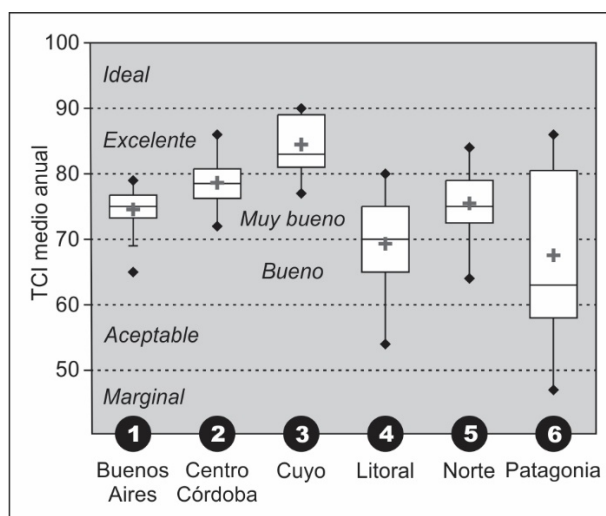 TCI medio anual
100
90
80
70
60
50
Ideal
Excelente
Muy bueno
Bueno
Aceptable
Marginal
1 2 3 4 5 6
Buenos Centro Cuyo Litoral Norte Patagonia
Aires Córdoba